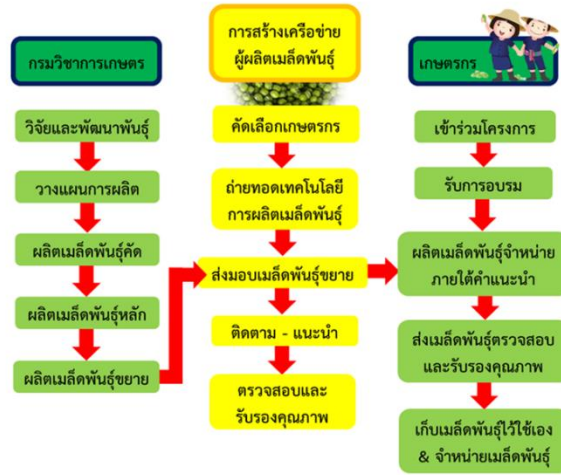 กรมวิชาการเกษตร
วิจัยและพัฒนาพันธุ์
วางแผนการผลิต
ผลิตเมล็ดพันธุ์คัด
ผลิตเมล็ดพันธุ์หลัก
ผลิตเมล็ดพันธุ์ขยาย
การสร้างเครือข่าย
ผู้ผลิตเมล็ดพันธุ์
คัดเลือกเกษตรกร
ถ่ายทอดเทคโนโลยี
การผลิตเมล็ดพันธุ์
ส่งมอบเมล็ดพันธุ์ขยาย
ติดตาม - แนะนำ
ตรวจสอบและ
รับรองคุณภาพ
เกษตรกร
เข้าร่วมโครงการ
รับการอบรม
ผลิตเมล็ดพันธุ์จำหน่าย
ภายใต้คำแนะนำ
ส่งเมล็ดพันธุ์ตรวจสอบ
และรับรองคุณภาพ
เก็บเมล็ดพันธุ์ไว้ใช้เอง
& จำหน่ายเมล็ดพันธุ์